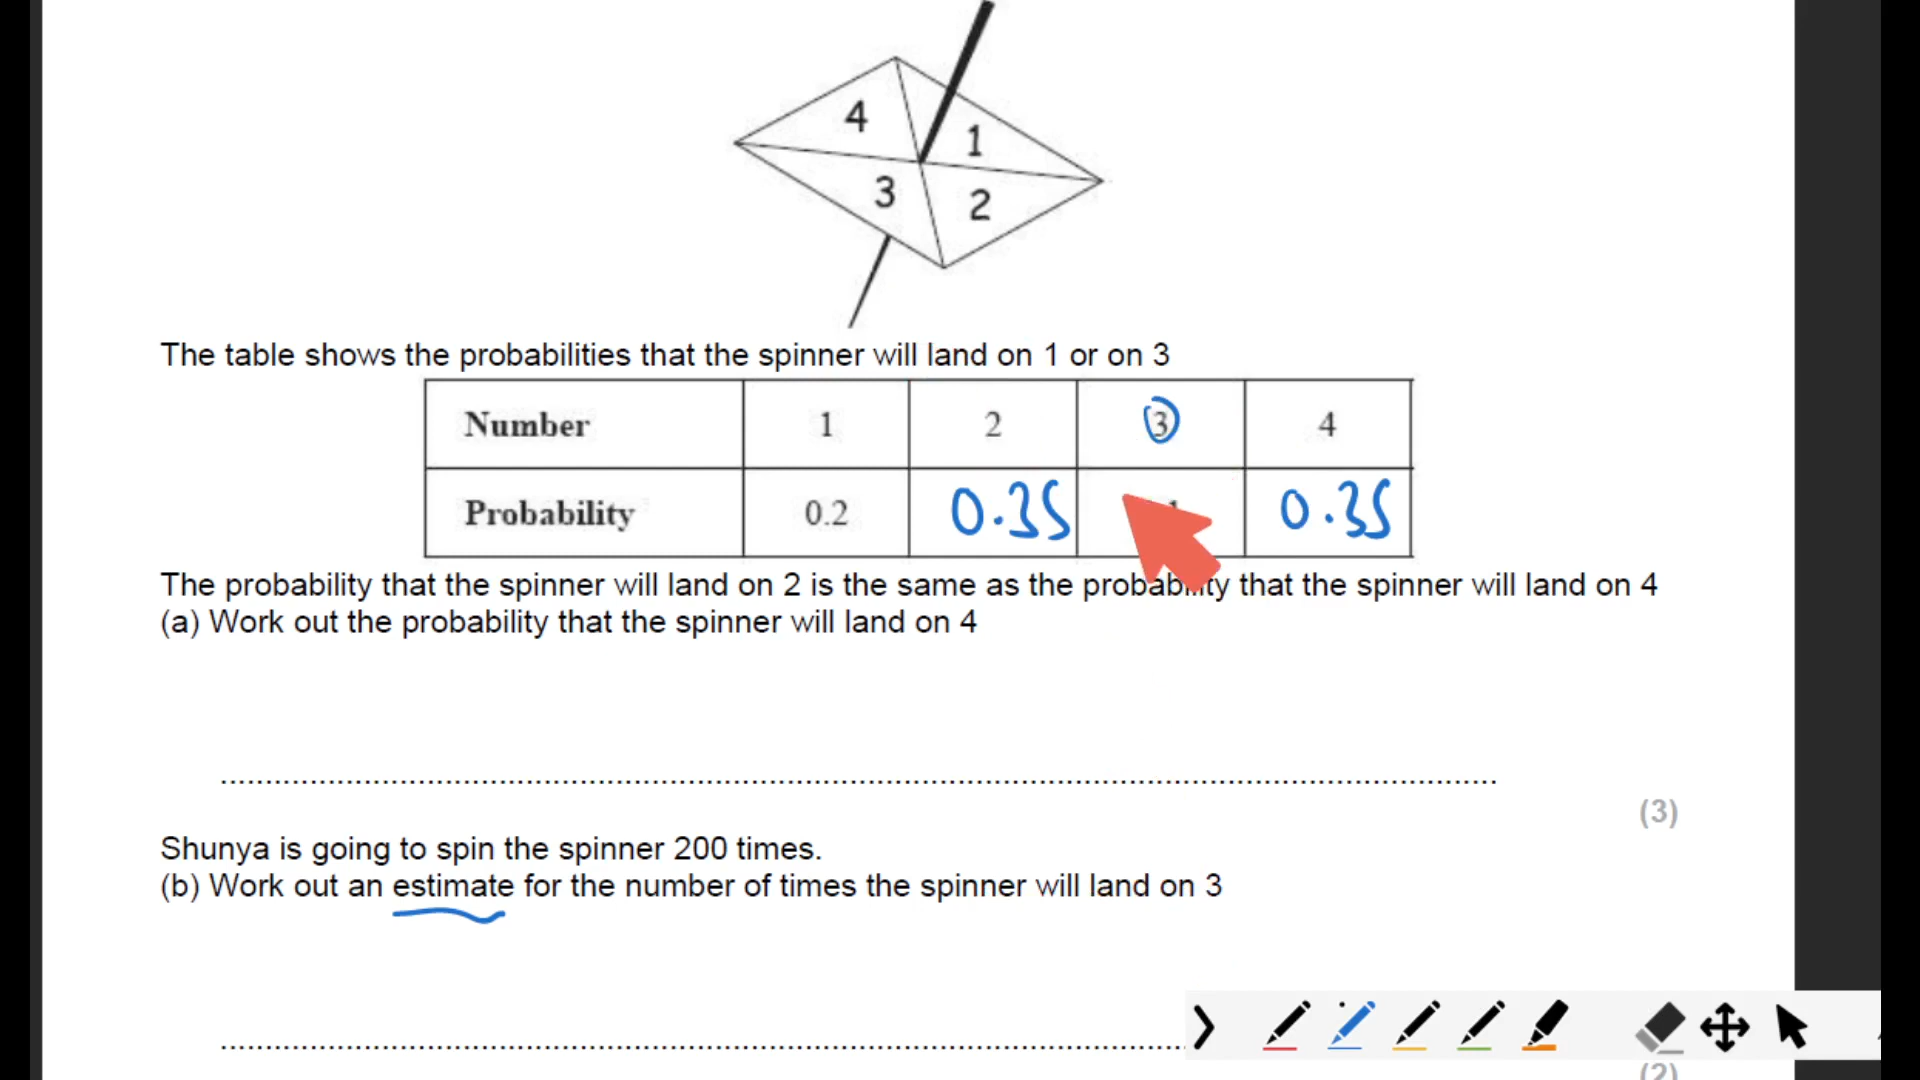 4
1
3
2
The table shows the probabilities that the spinner will land on 1 or on 3
Number 1 2 3 4
Probability 0.2 0.35 0.35
The probability that the spinner will land on 2 is the same as the probability that the spinner will land on 4
(a) Work out the probability that the spinner will land on 4
(3)
Shunya is going to spin the spinner 200 times.
(b) Work out an estimate for the number of times the spinner will land on 3